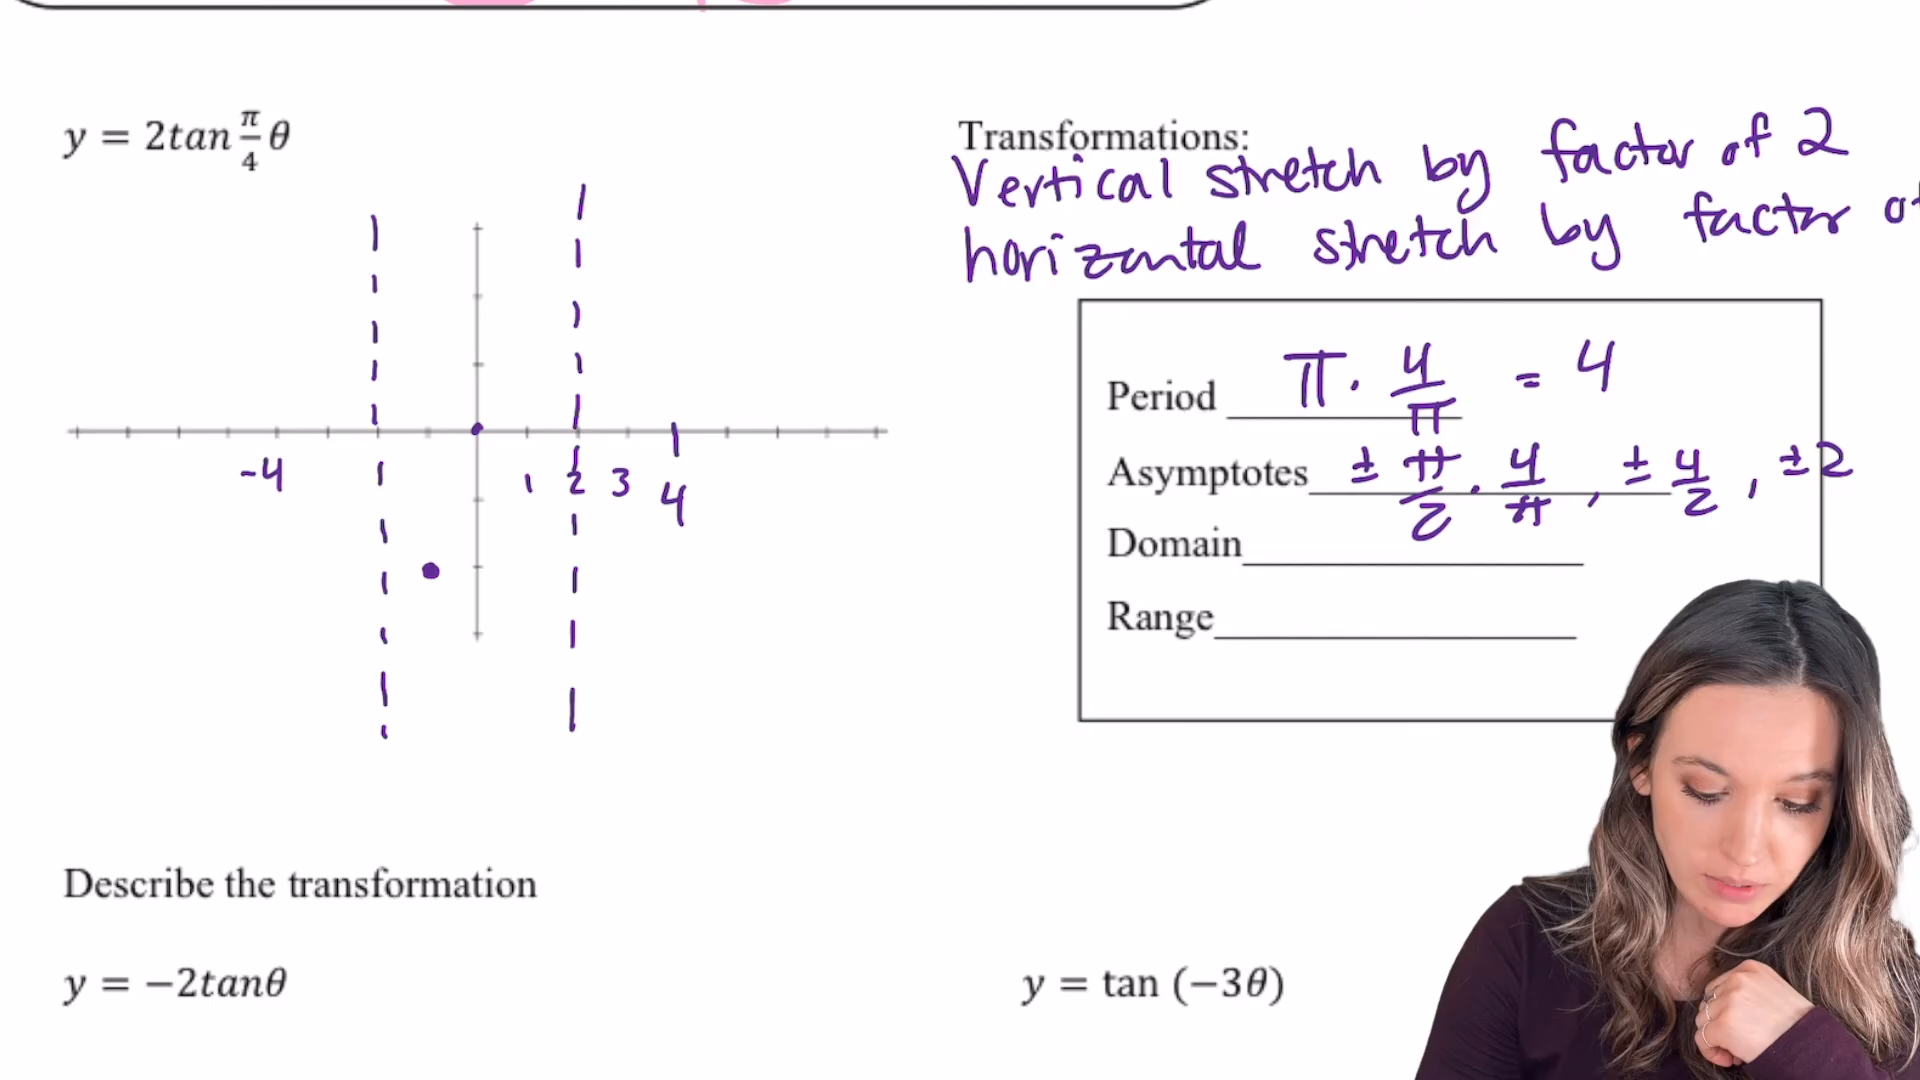 y = 2tan π/4 θ
Transformations:
Vertical stretch by factor of 2
horizontal stretch by factor
Period π · 4/π = 4
Asymptotes ± π/2 · 4/π , ± 4/2 , ±2
Domain
Range
-4 1 2 3 4
Describe the transformation
y = −2tanθ
y = tan (−3θ)